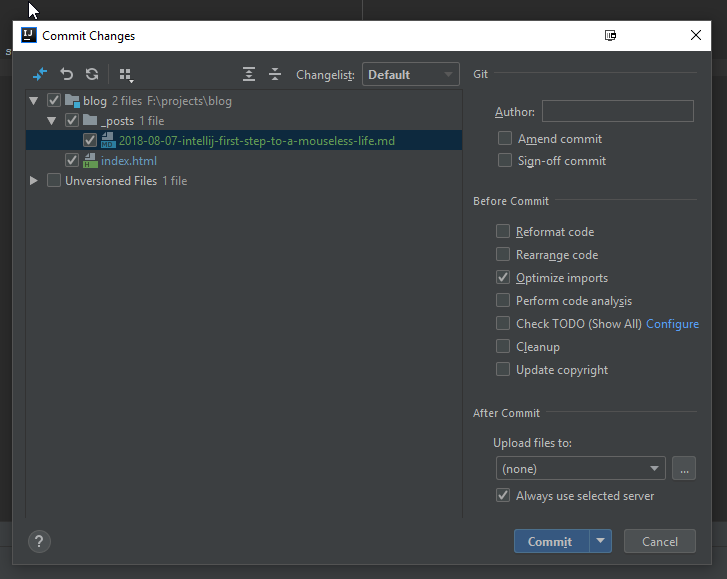 IJ Commit Changes
Changelist: Default
blog 2 files F:\projects\blog
_posts 1 file
MD 2018-08-07-intellij-first-step-to-a-mouseless-life.md
H index.html
Unversioned Files 1 file
Git
Author:
Amend commit
Sign-off commit
Before Commit
Reformat code
Rearrange code
Optimize imports
Perform code analysis
Check TODO (Show All) Configure
Cleanup
Update copyright
After Commit
Upload files to:
(none) ...
Always use selected server
? Commit Cancel